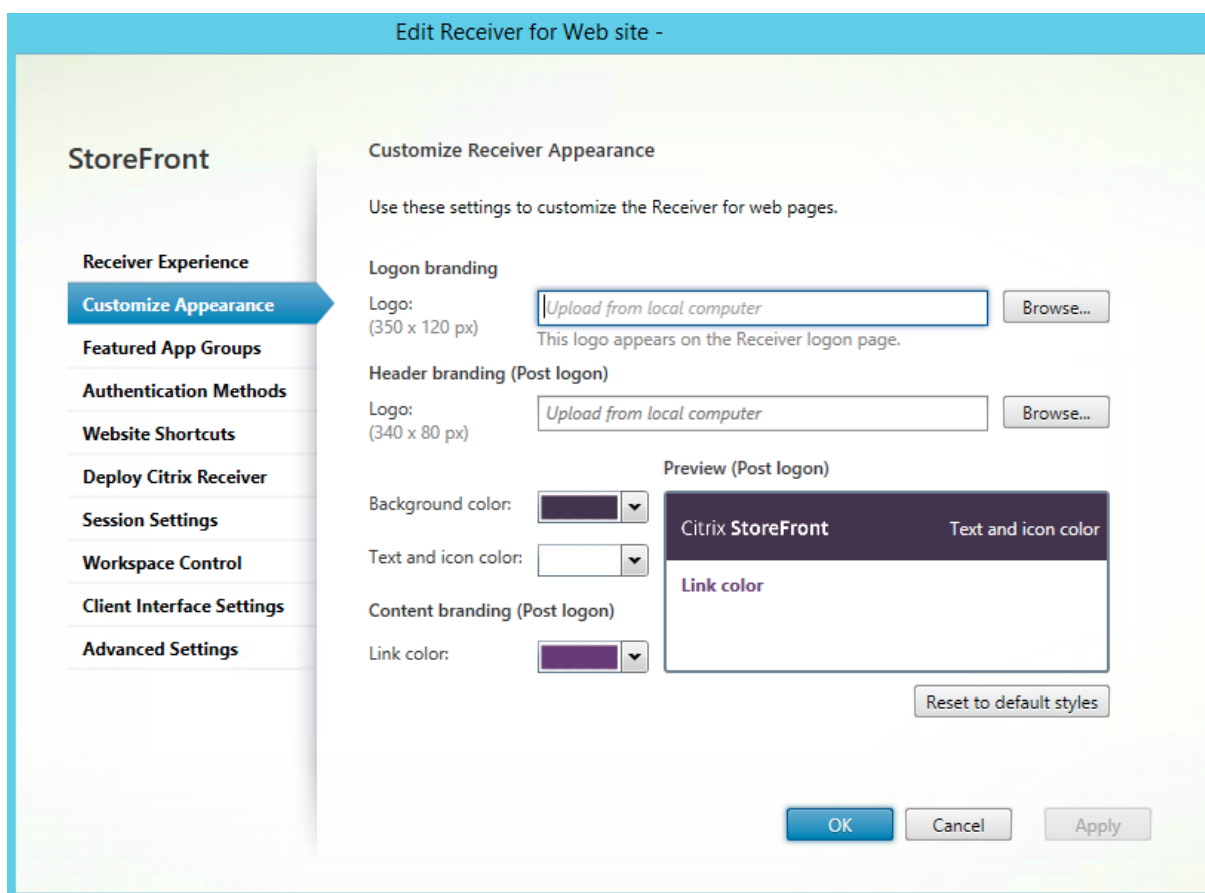 Edit Receiver for Web site -
StoreFront
Receiver Experience
Customize Appearance
Featured App Groups
Authentication Methods
Website Shortcuts
Deploy Citrix Receiver
Session Settings
Workspace Control
Client Interface Settings
Advanced Settings
Customize Receiver Appearance
Use these settings to customize the Receiver for web pages.
Logon branding
Logo:
(350 x 120 px)
Upload from local computer
Browse...
This logo appears on the Receiver logon page.
Header branding (Post logon)
Logo:
(340 x 80 px)
Upload from local computer
Browse...
Background color:
Text and icon color:
Content branding (Post logon)
Link color:
Preview (Post logon)
Citrix StoreFront
Text and icon color
Link color
Reset to default styles
OK
Cancel
Apply